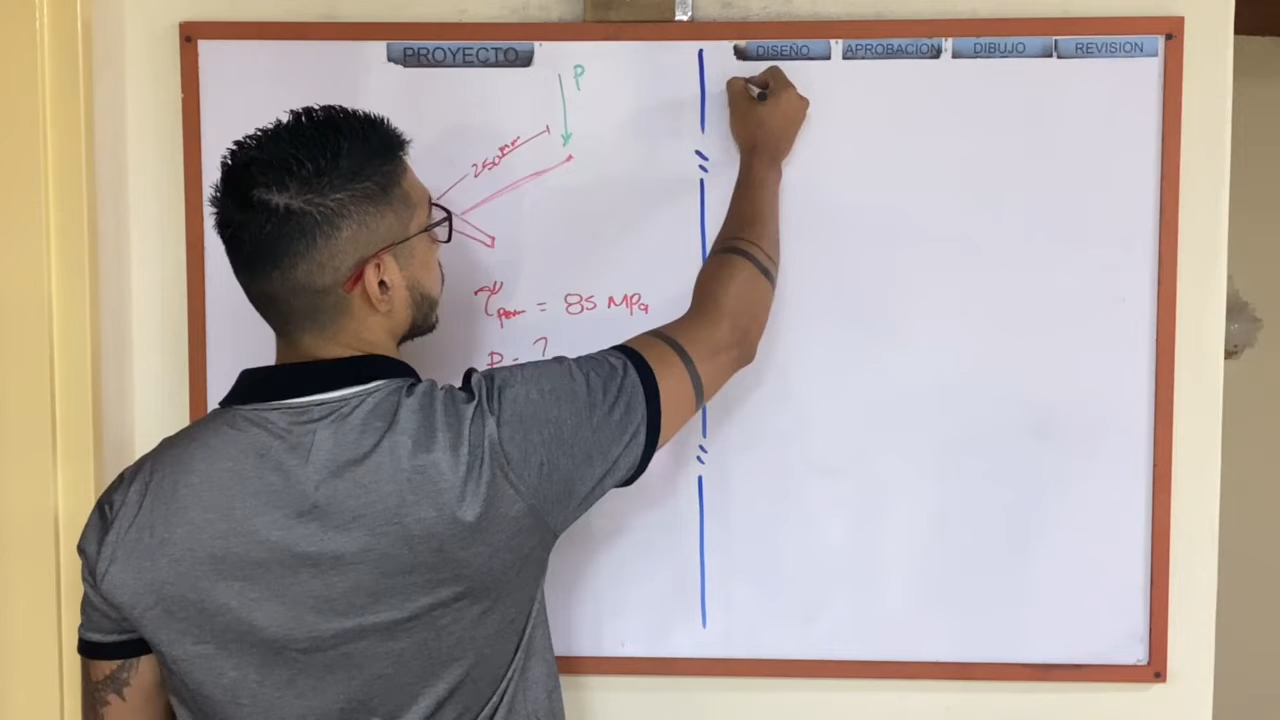 PROYECTO
DISEÑO
APROBACION
DIBUJO
REVISION
P
250mm
τperm = 85 MPa
P = ?